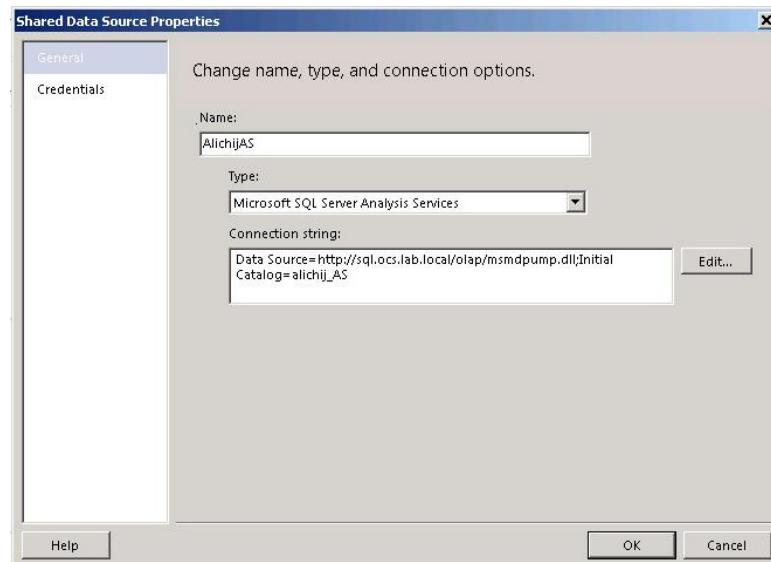 Shared Data Source Properties
General
Credentials
Change name, type, and connection options.
Name:
AlichijAS
Type:
Microsoft SQL Server Analysis Services
Connection string:
Data Source=http://sql.ocs.lab.local/olap/msmdpump.dll;Initial
Catalog=alichij_AS
Edit...
Help
OK
Cancel